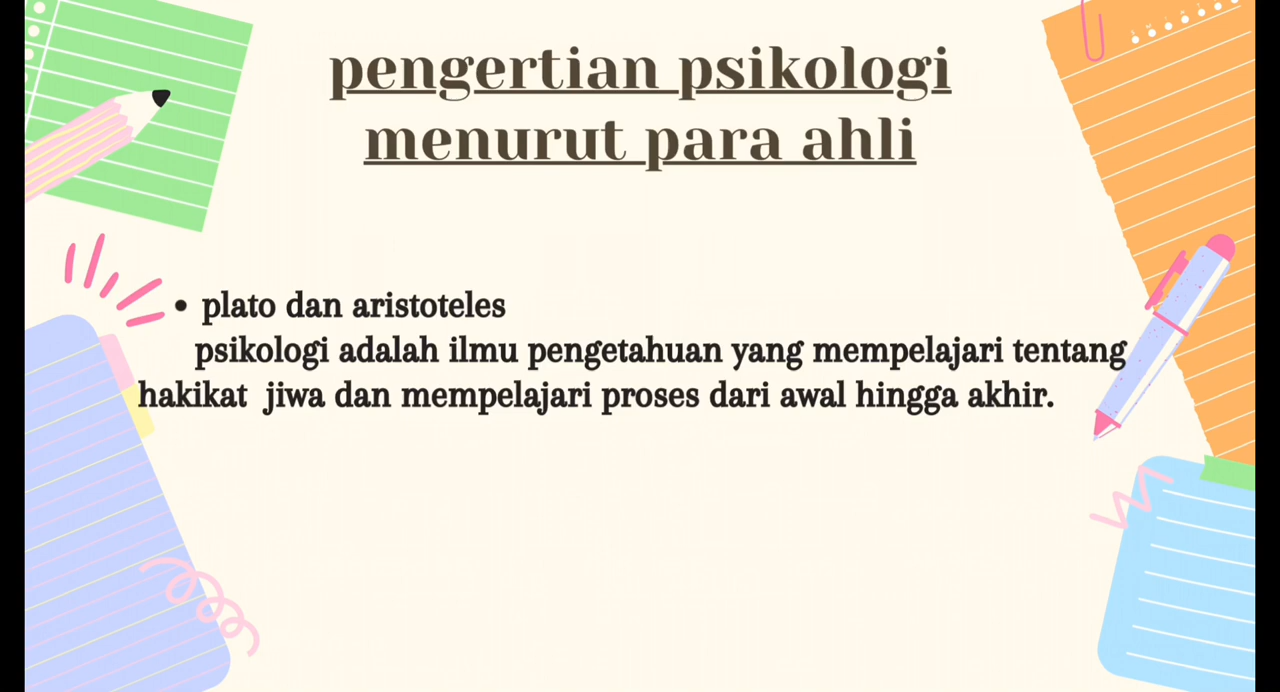 pengertian psikologi
menurut para ahli
• plato dan aristoteles
psikologi adalah ilmu pengetahuan yang mempelajari tentang
hakikat jiwa dan mempelajari proses dari awal hingga akhir.